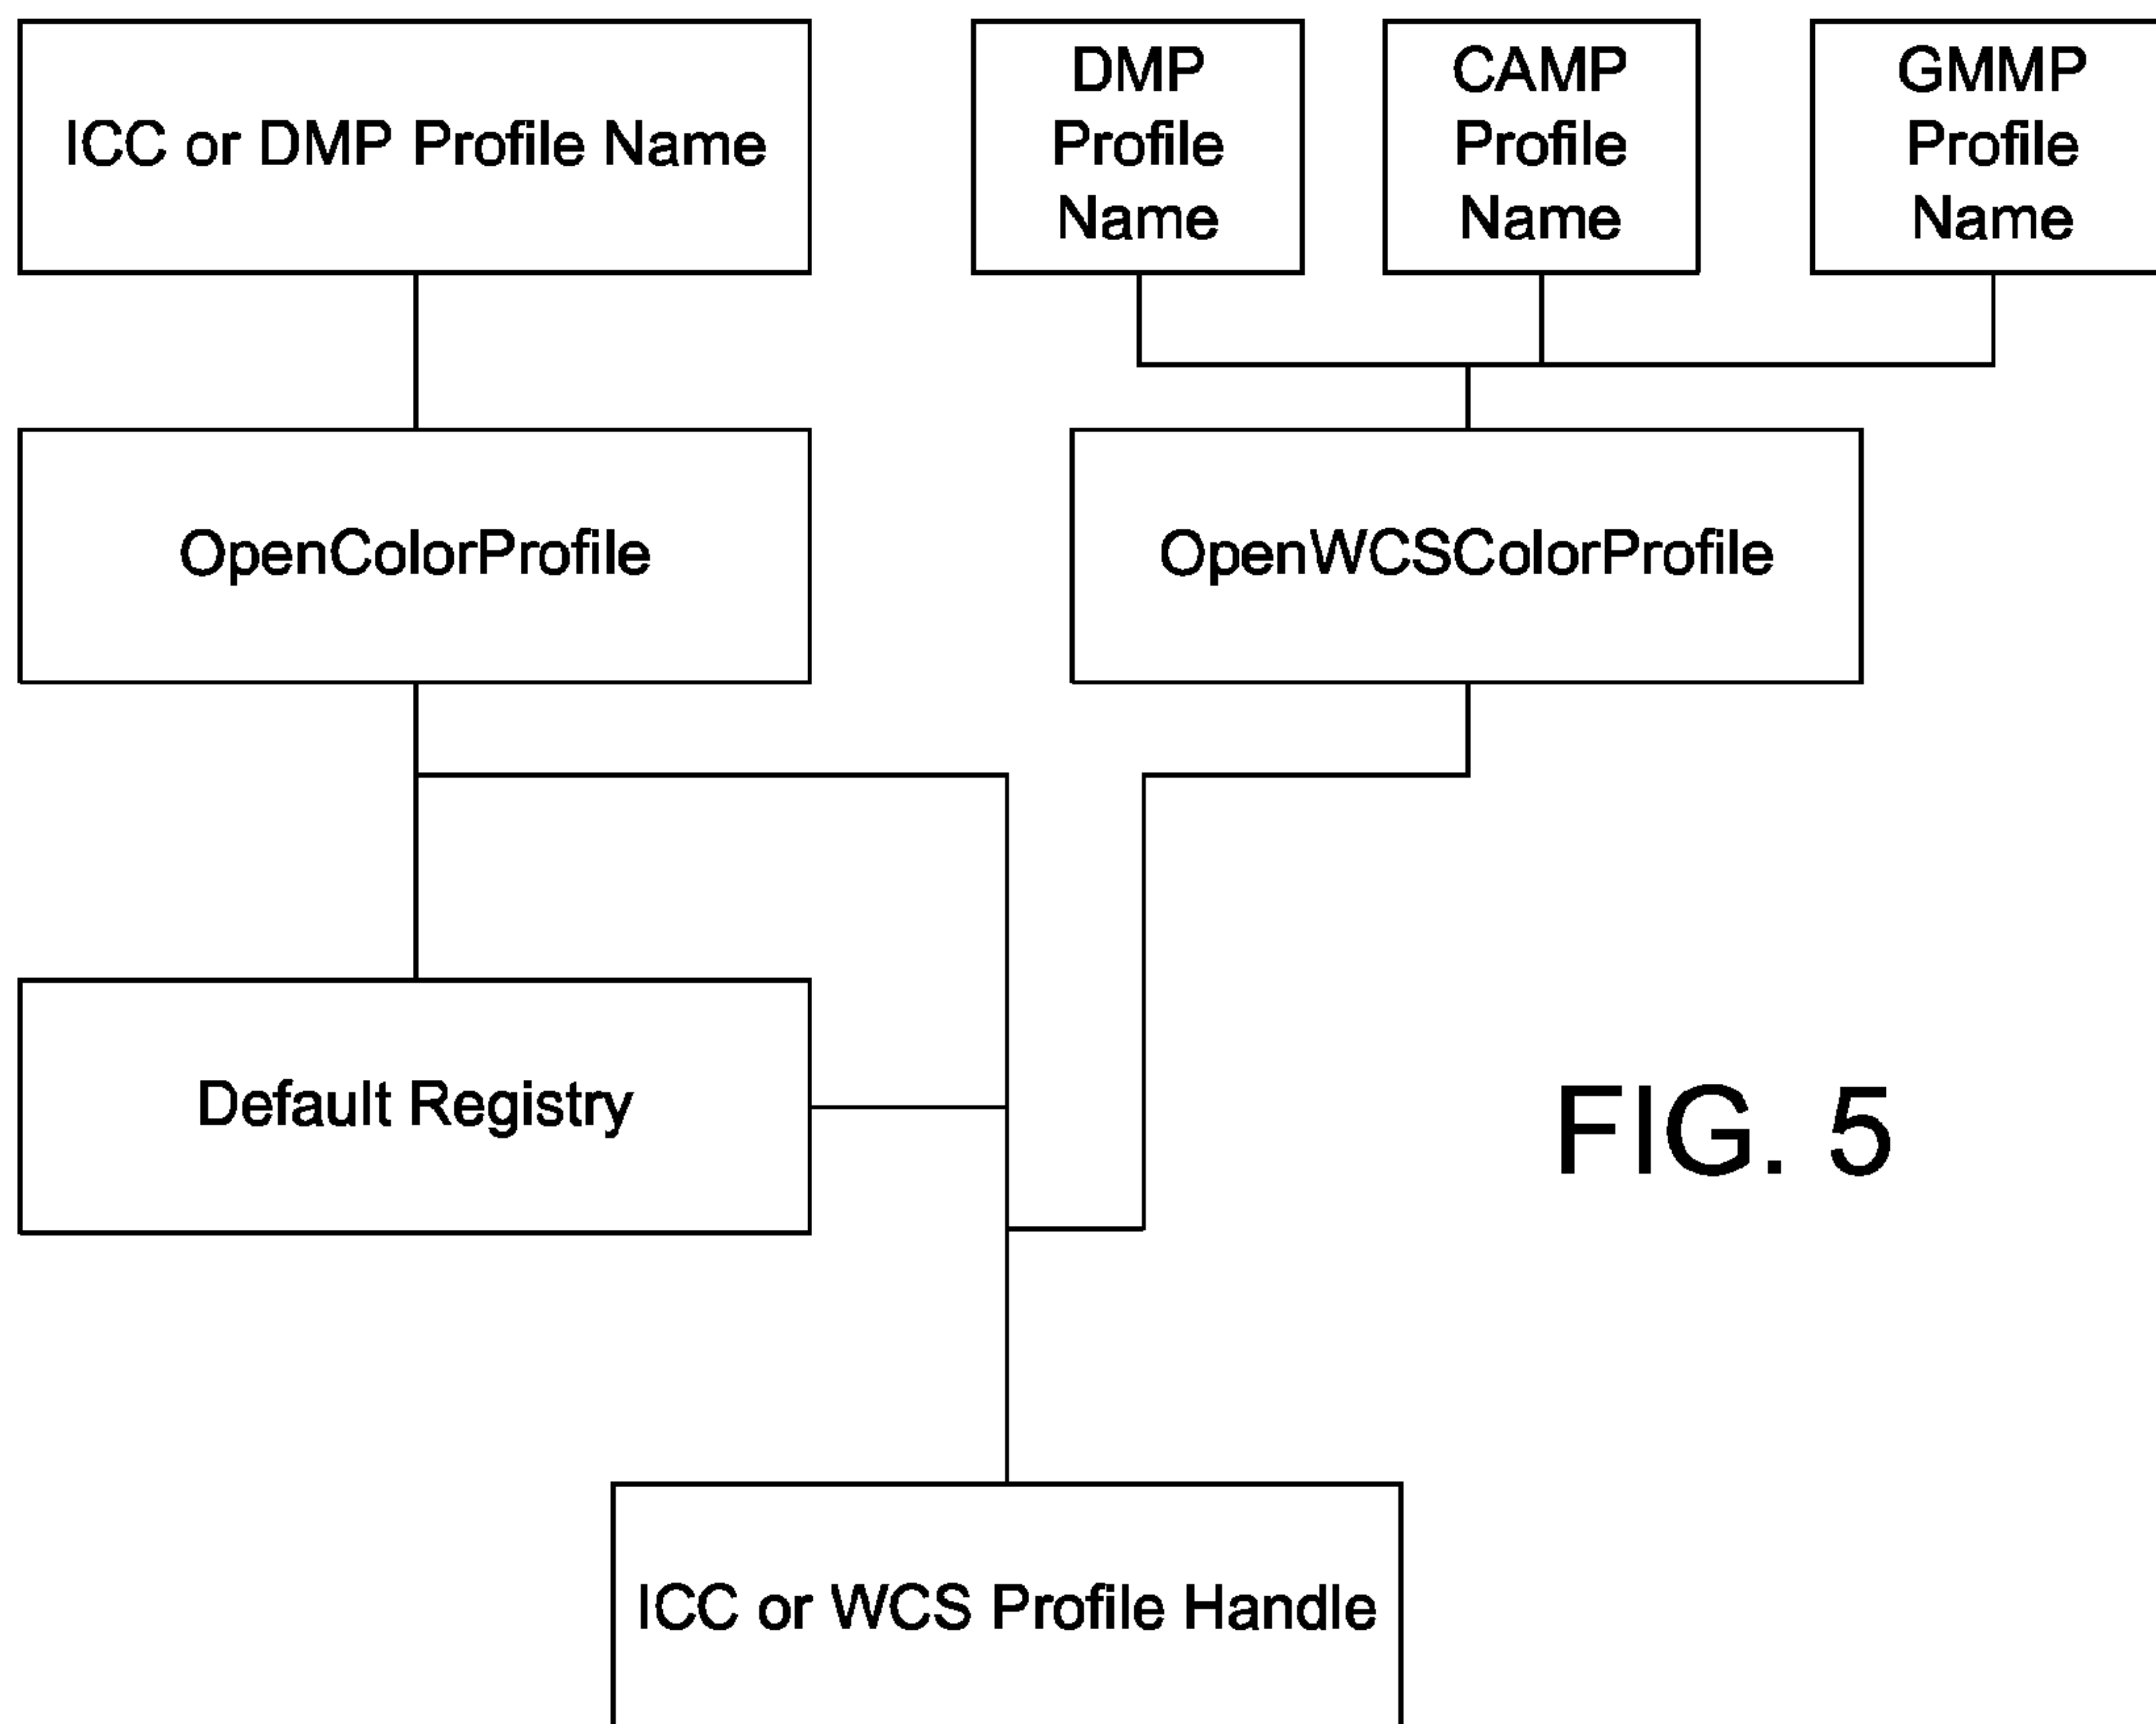 ICC or DMP Profile Name
DMP
Profile
Name
CAMP
Profile
Name
GMMP
Profile
Name
OpenColorProfile
OpenWCSColorProfile
Default Registry
FIG. 5
ICC or WCS Profile Handle